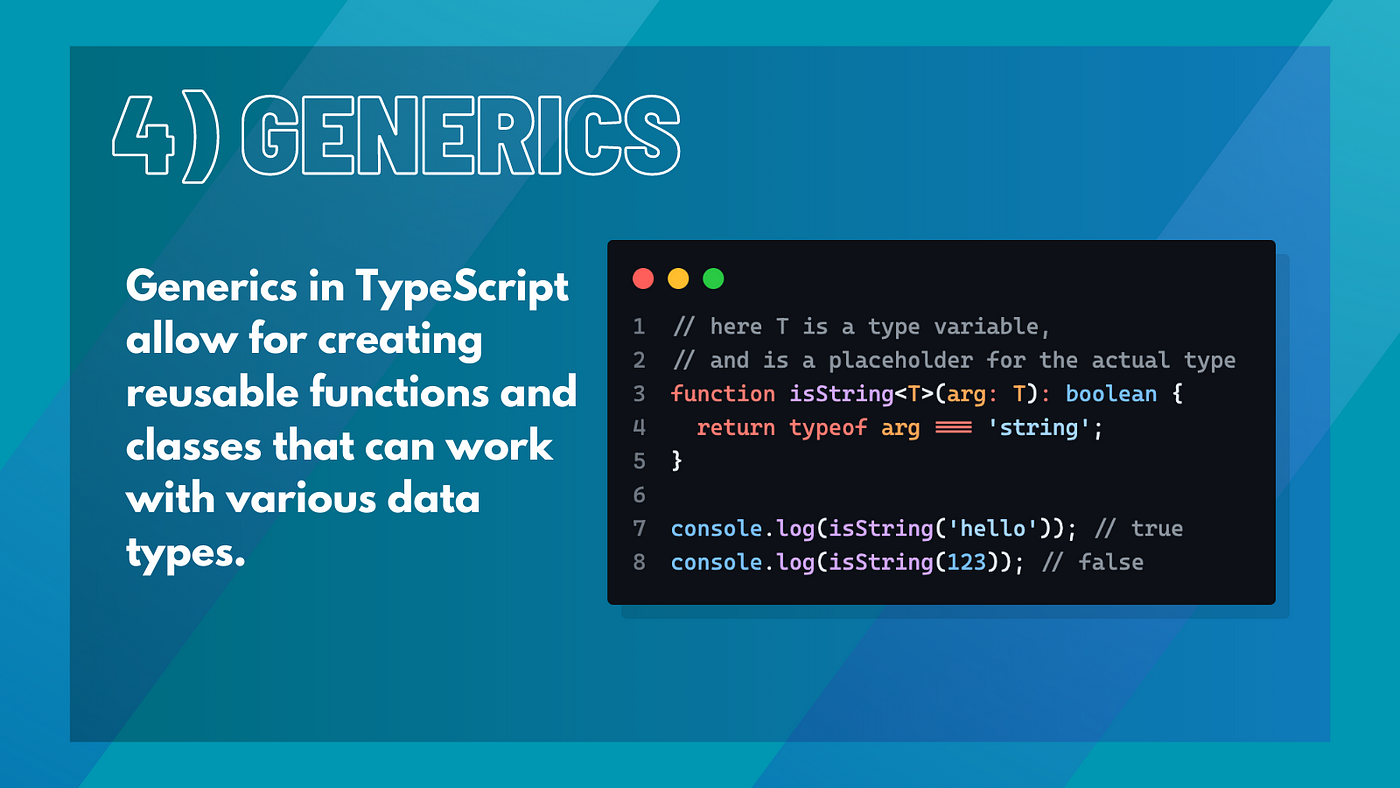 4) GENERICS
Generics in TypeScript
allow for creating
reusable functions and
classes that can work
with various data
types.
1 // here T is a type variable,
2 // and is a placeholder for the actual type
3 function isString<T>(arg: T): boolean {
4   return typeof arg === 'string';
5 }
6
7 console.log(isString('hello')); // true
8 console.log(isString(123)); // false